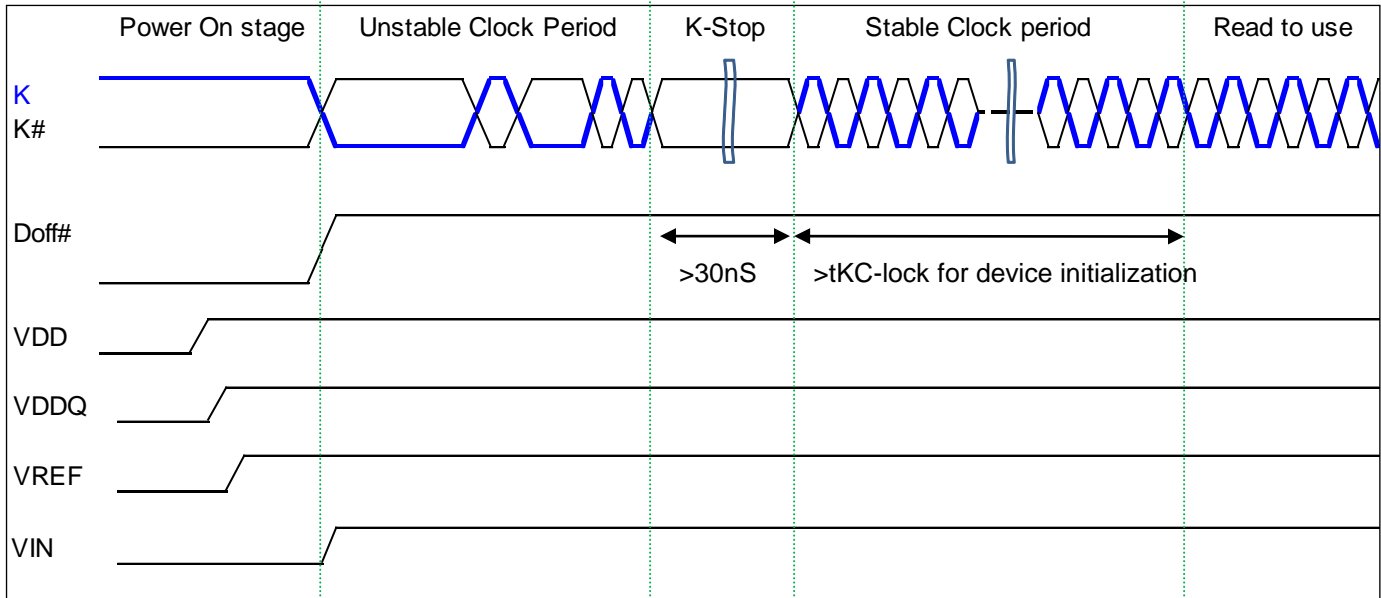 Power On stage Unstable Clock Period K-Stop Stable Clock period Read to use
K
K#
Doff#
>30nS >tKC-lock for device initialization
VDD
VDDQ
VREF
VIN